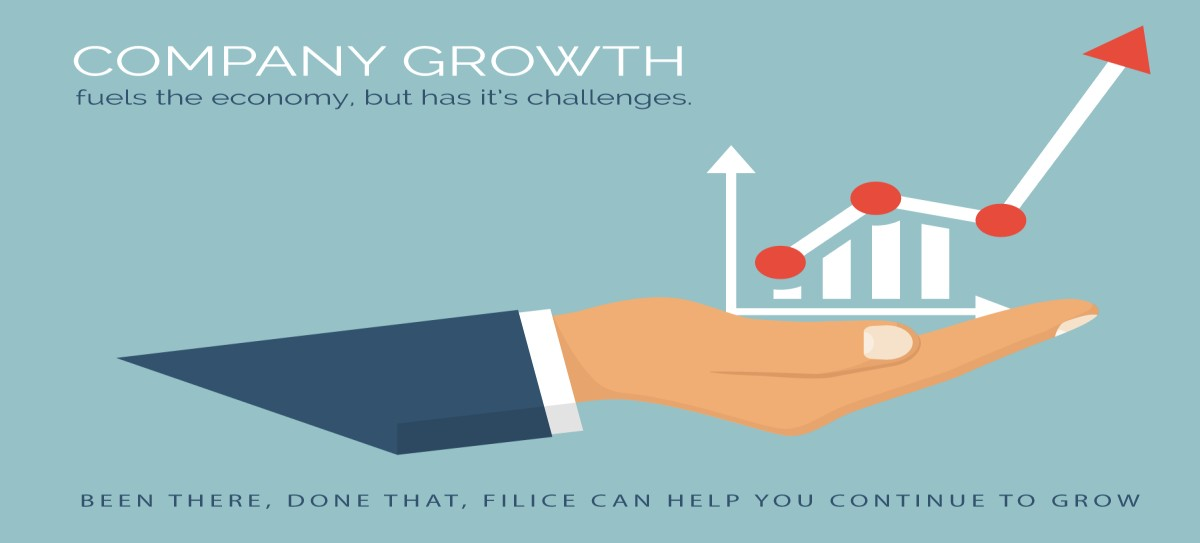 COMPANY GROWTH
fuels the economy, but has it's challenges.
BEEN THERE, DONE THAT, FILICE CAN HELP YOU CONTINUE TO GROW